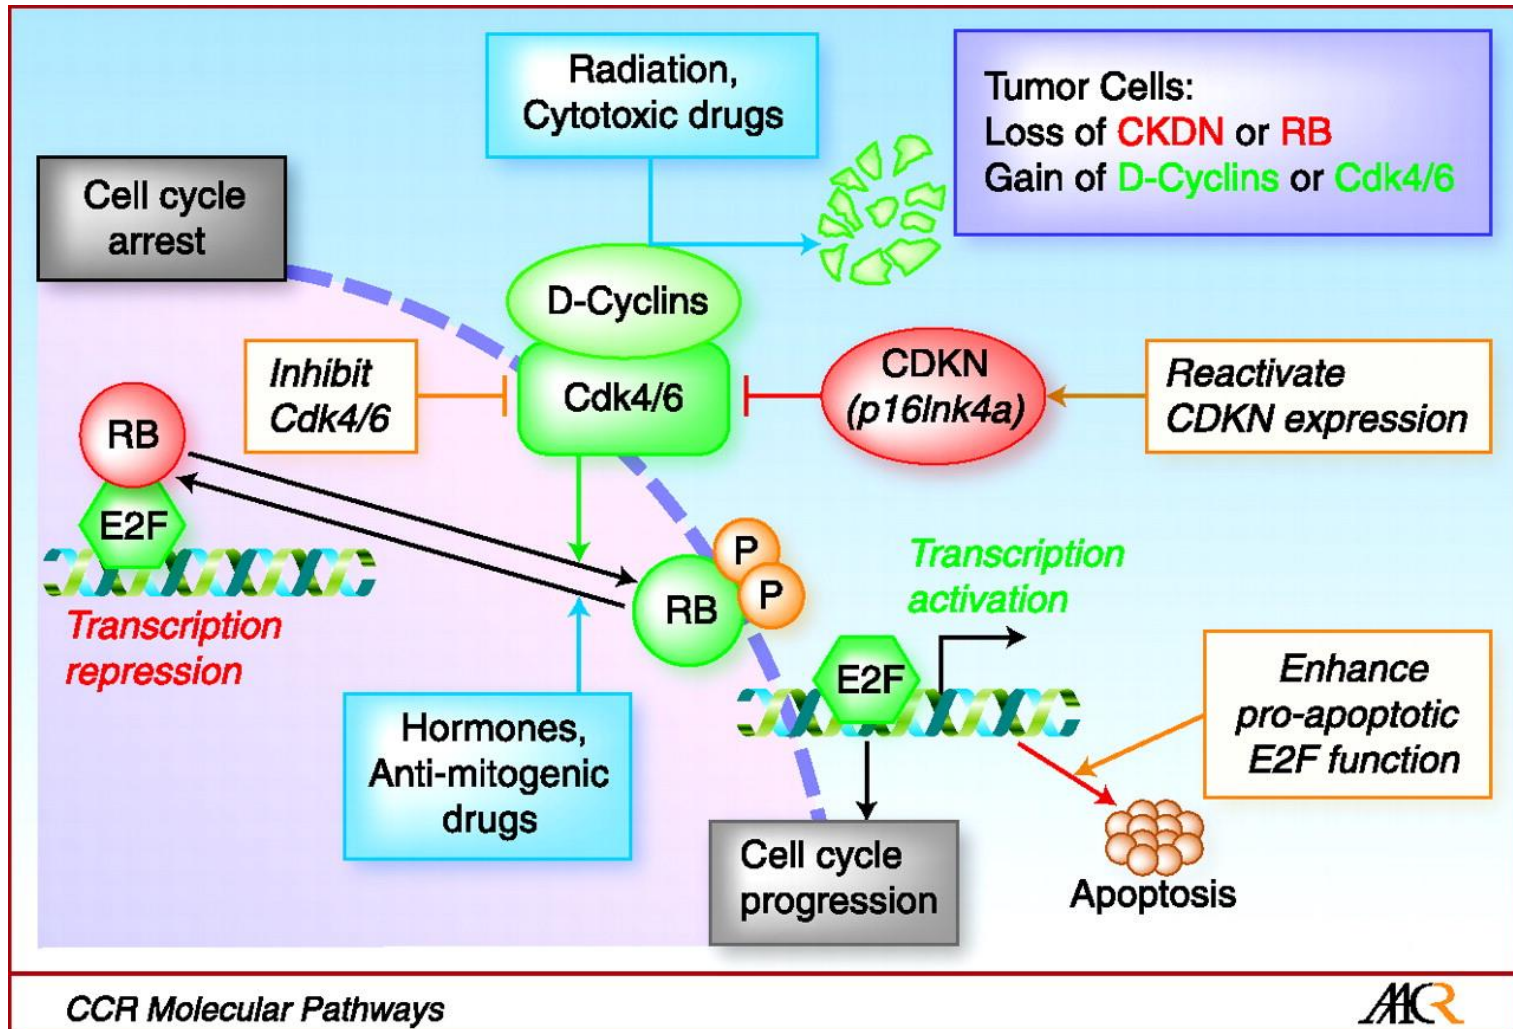 Radiation,
Cytotoxic drugs
Tumor Cells:
Loss of CKDN or RB
Gain of D-Cyclins or Cdk4/6
Cell cycle
arrest
D-Cyclins
Inhibit
Cdk4/6
Cdk4/6
CDKN
(p16Ink4a)
Reactivate
CDKN expression
RB
E2F
Transcription
repression
RB
P
P
Transcription
activation
E2F
Enhance
pro-apoptotic
E2F function
Hormones,
Anti-mitogenic
drugs
Cell cycle
progression
Apoptosis
CCR Molecular Pathways
AACR